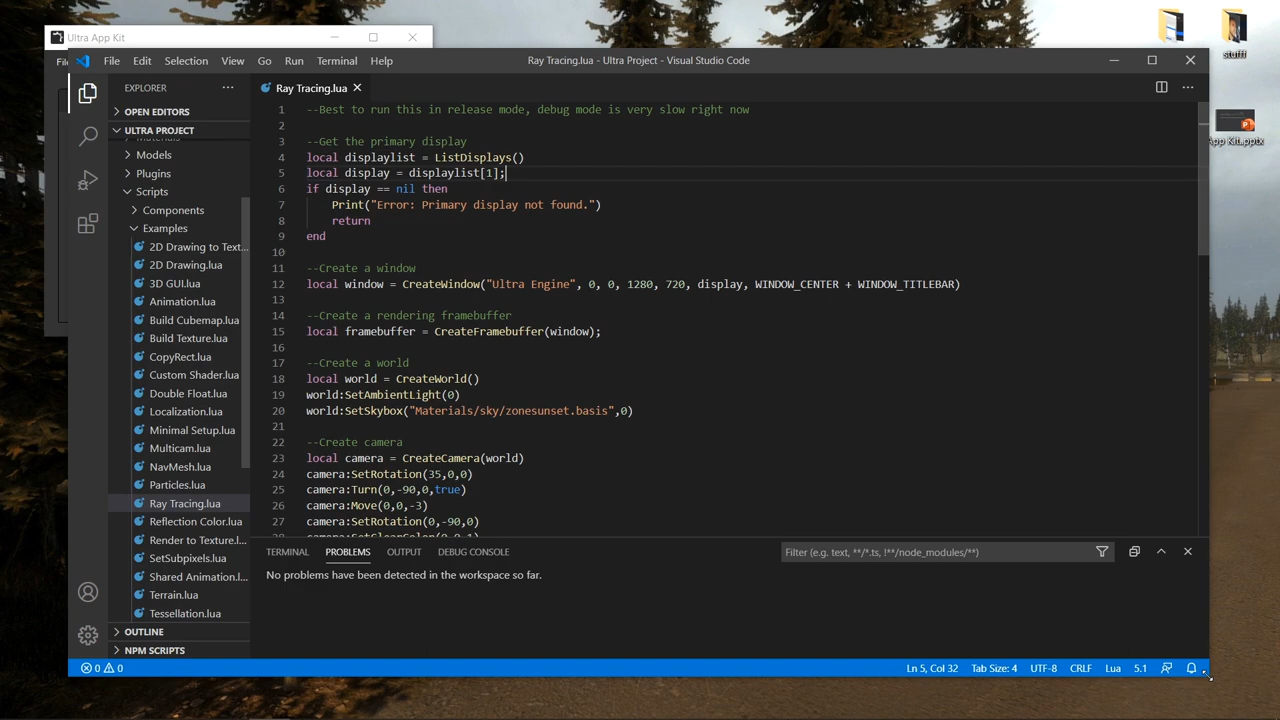 Ultra App Kit
File Edit Selection View Go Run Terminal Help
Ray Tracing.lua - Ultra Project - Visual Studio Code
EXPLORER
OPEN EDITORS
ULTRA PROJECT
Materials
Models
Plugins
Scripts
Components
Examples
2D Drawing to Text...
2D Drawing.lua
3D GUI.lua
Animation.lua
Build Cubemap.lua
Build Texture.lua
CopyRect.lua
Custom Shader.lua
Double Float.lua
Localization.lua
Minimal Setup.lua
Multicam.lua
NavMesh.lua
Particles.lua
Ray Tracing.lua
Reflection Color.lua
Render to Texture.l...
SetSubpixels.lua
Shared Animation.l...
Terrain.lua
Tessellation.lua
OUTLINE
NPM SCRIPTS
Ray Tracing.lua
1 --Best to run this in release mode, debug mode is very slow right now
2
3 --Get the primary display
4 local displaylist = ListDisplays()
5 local display = displaylist[1];
6 if display == nil then
7 Print("Error: Primary display not found.")
8 return
9 end
10
11 --Create a window
12 local window = CreateWindow("Ultra Engine", 0, 0, 1280, 720, display, WINDOW_CENTER + WINDOW_TITLEBAR)
13
14 --Create a rendering framebuffer
15 local framebuffer = CreateFramebuffer(window);
16
17 --Create a world
18 local world = CreateWorld()
19 world:SetAmbientLight(0)
20 world:SetSkybox("Materials/sky/zonesunset.basis",0)
21
22 --Create camera
23 local camera = CreateCamera(world)
24 camera:SetRotation(35,0,0)
25 camera:Turn(0,-90,0,true)
26 camera:Move(0,0,-3)
27 camera:SetRotation(0,-90,0)
28 camera:SetClearColor(0,0,1)
TERMINAL PROBLEMS OUTPUT DEBUG CONSOLE
Filter (e.g. text, **/*.ts, !**/node_modules/**)
No problems have been detected in the workspace so far.
0 0
Ln 5, Col 32 Tab Size: 4 UTF-8 CRLF Lua 5.1
stufff
App Kit.pptx